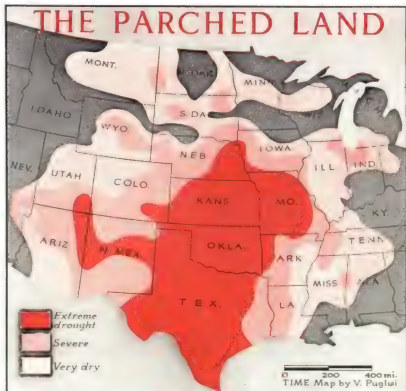 THE PARCHED LAND
MONT.
N. DAK.
MINN.
IDAHO
S. DAK.
WYO.
NEB.
IOWA
NEV.
UTAH
COLO.
ILL.
IND.
KANS
MO.
KY.
ARIZ
N. MEX.
OKLA.
ARK
TENN
TEX.
LA
MISS
ALA.
Extreme drought
Severe
Very dry
0 200 400 mi.
TIME Map by V. Puglisi